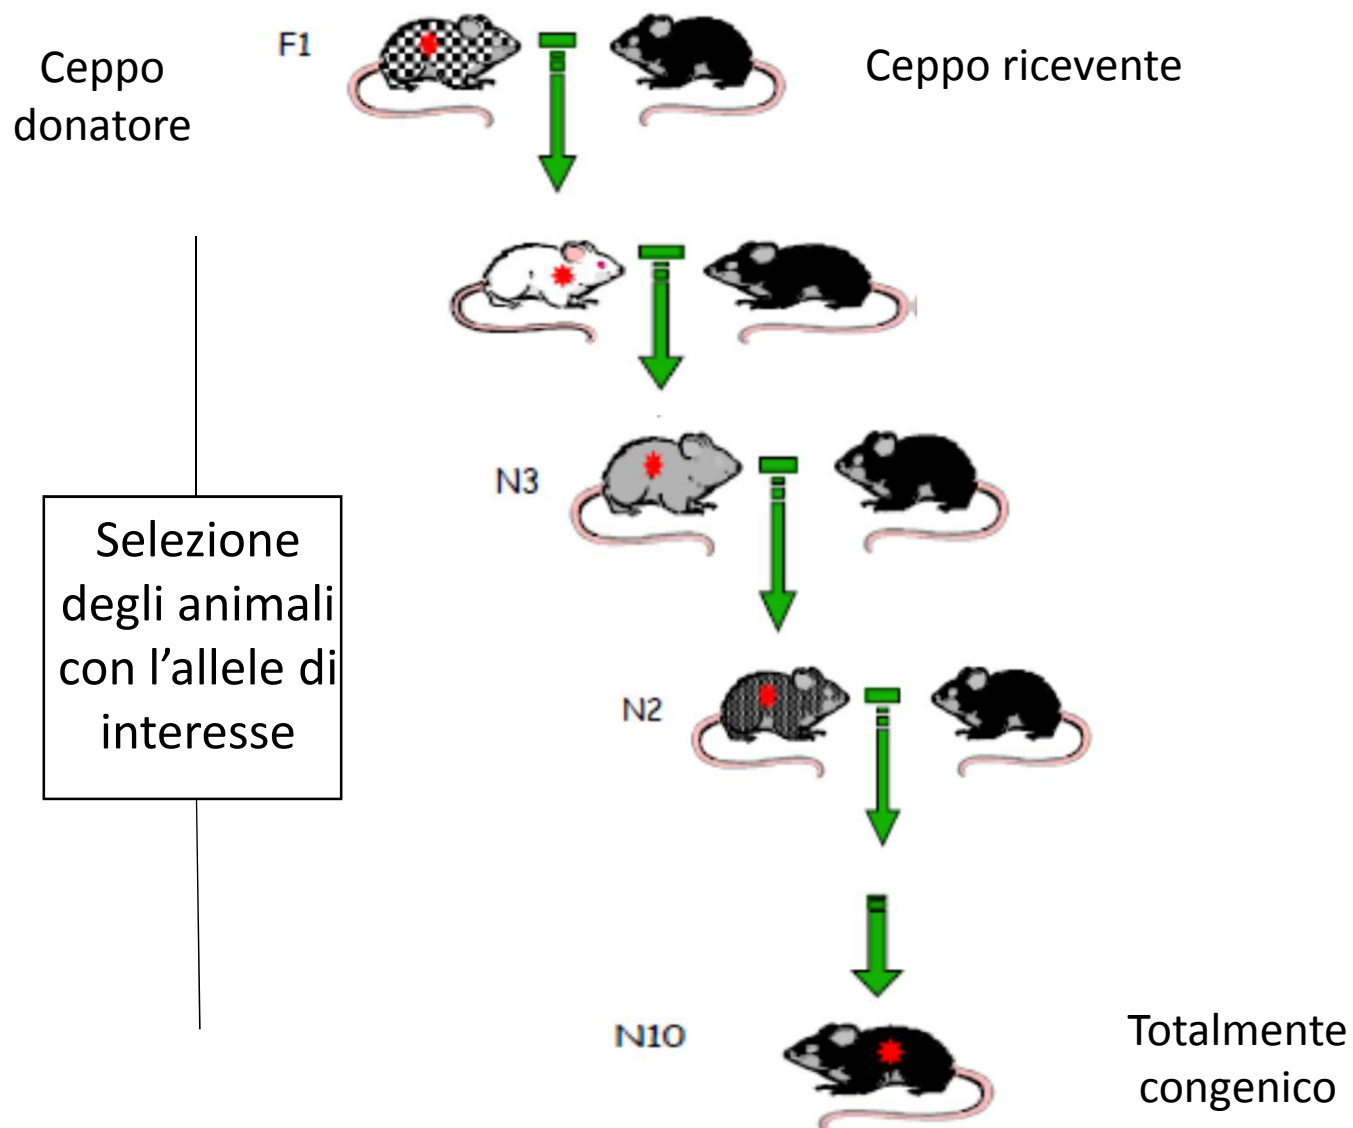 F1
Ceppo
donatore
Ceppo ricevente
N3
Selezione
degli animali
con l'allele di
interesse
N2
N10
Totalmente
congenico